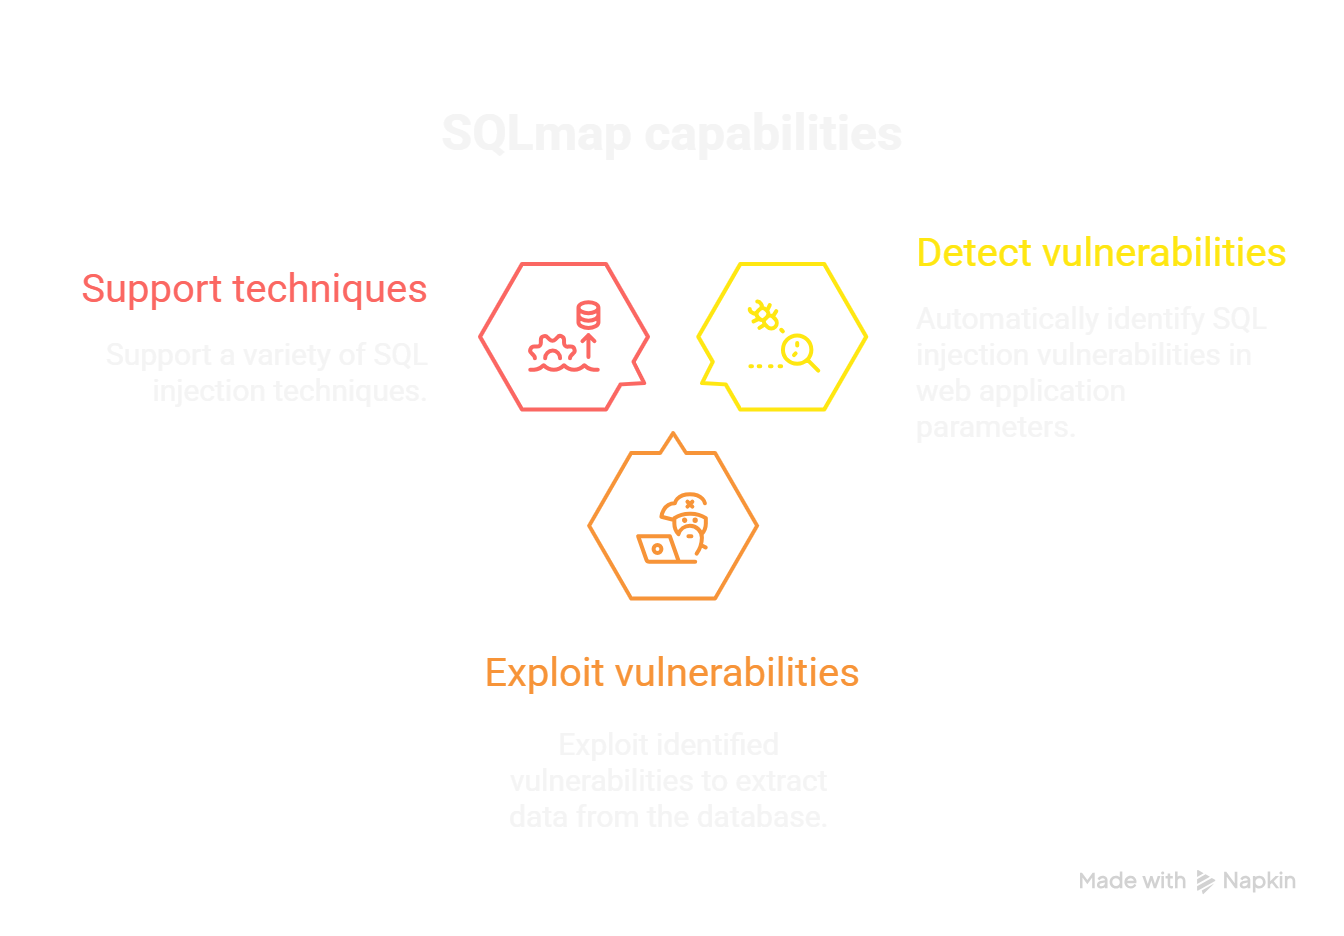 SQLmap capabilities
Support techniques
Support a variety of SQL
injection techniques.
Detect vulnerabilities
Automatically identify SQL
injection vulnerabilities in
web application
parameters.
Exploit vulnerabilities
Exploit identified
vulnerabilities to extract
data from the database.
Made with Napkin